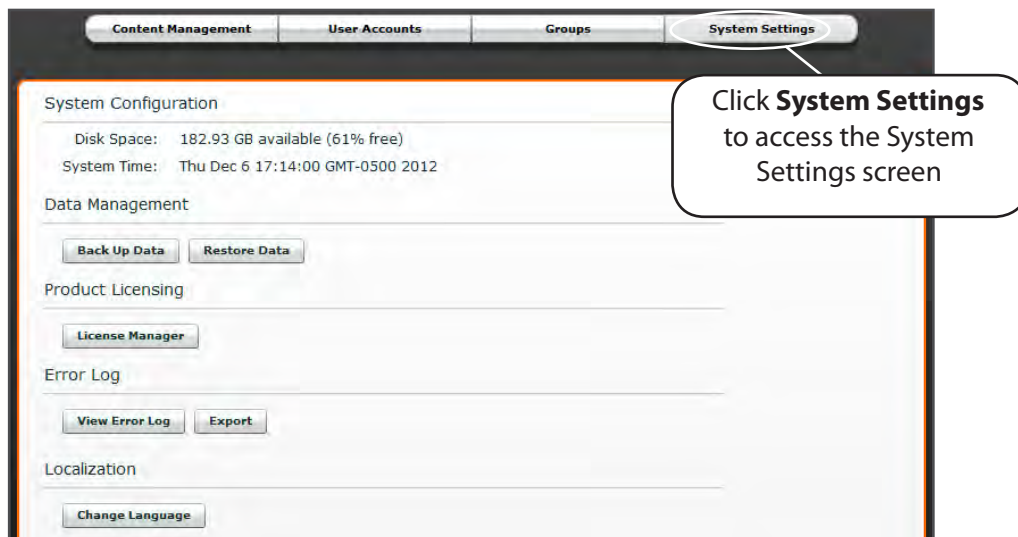 Content Management User Accounts Groups System Settings
Click System Settings
to access the System
Settings screen
System Configuration
Disk Space: 182.93 GB available (61% free)
System Time: Thu Dec 6 17:14:00 GMT-0500 2012
Data Management
Back Up Data Restore Data
Product Licensing
License Manager
Error Log
View Error Log Export
Localization
Change Language